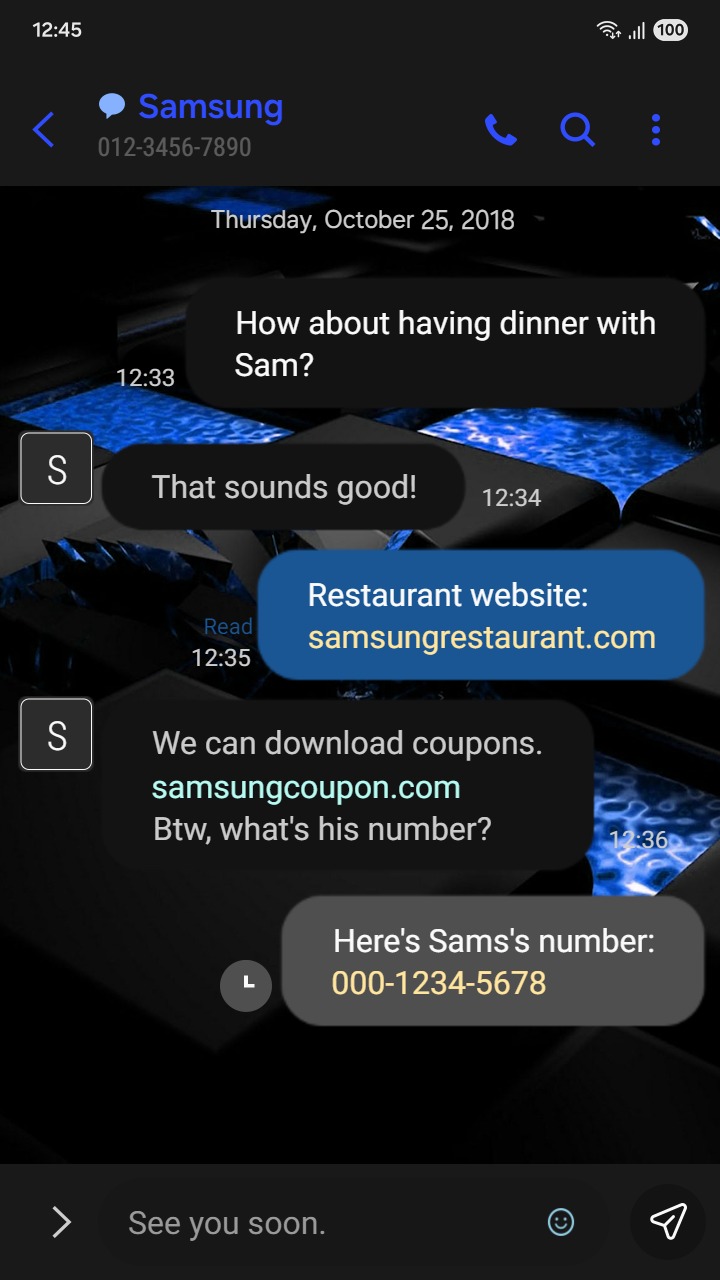 12:45
100
Samsung
012-3456-7890
Thursday, October 25, 2018
How about having dinner with
Sam?
12:33
S
That sounds good!
12:34
Restaurant website:
samsungrestaurant.com
Read
12:35
S
We can download coupons.
samsungcoupon.com
Btw, what's his number?
12:36
Here's Sams's number:
000-1234-5678
See you soon.